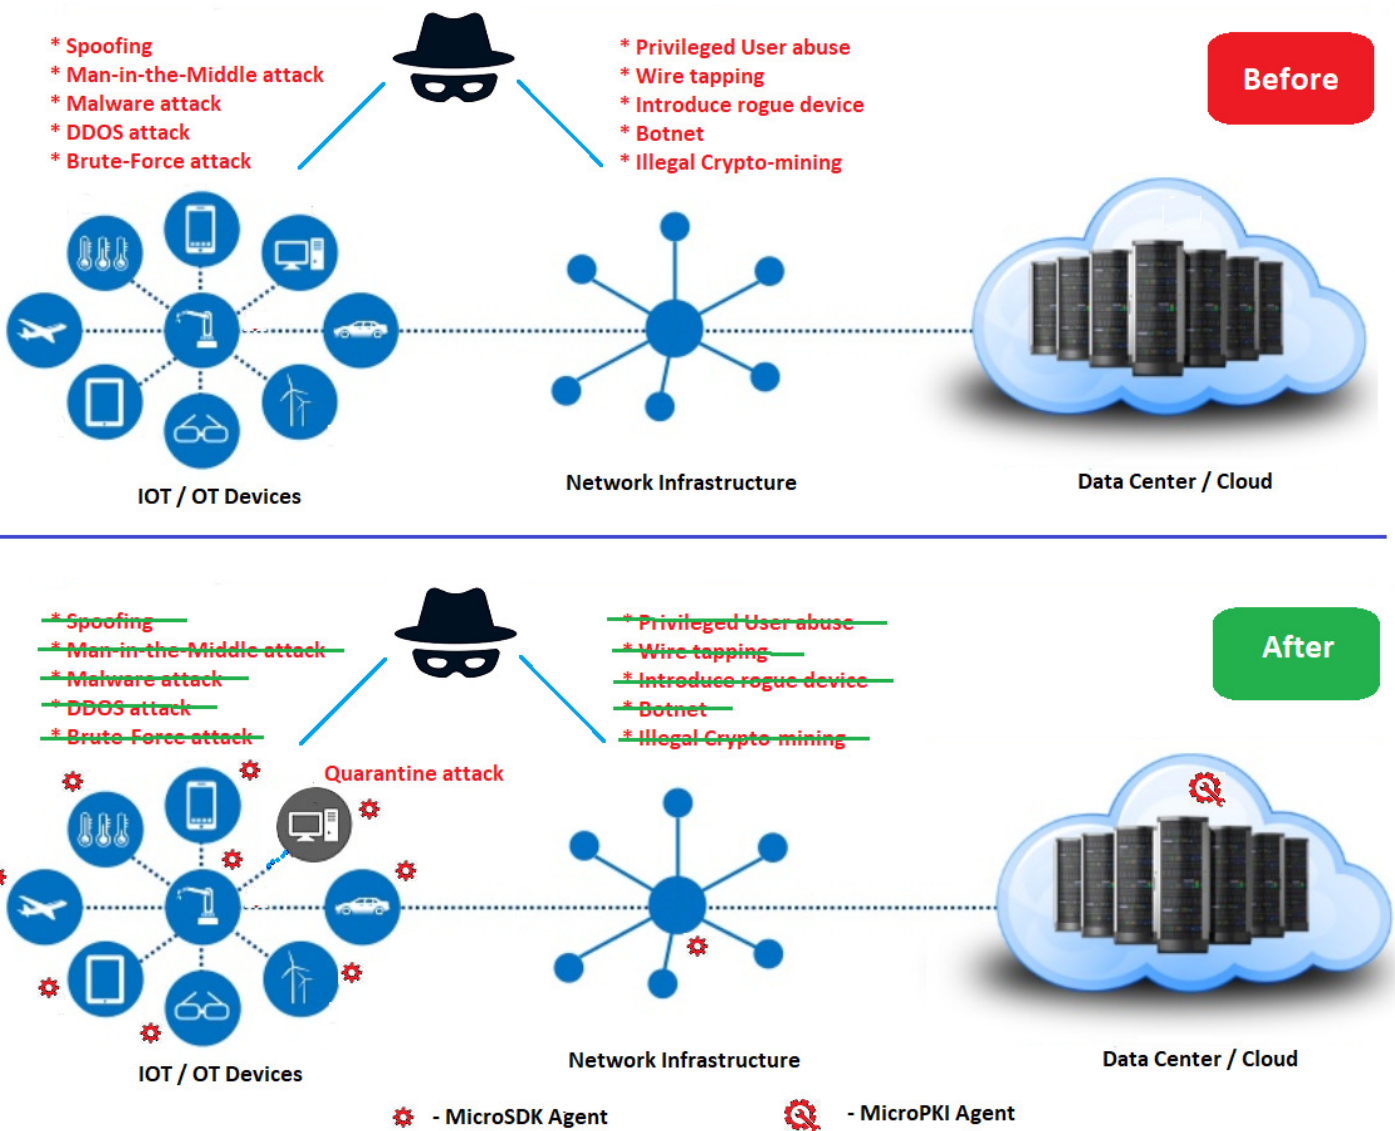 * Spoofing
* Man-in-the-Middle attack
* Malware attack
* DDOS attack
* Brute-Force attack
* Privileged User abuse
* Wire tapping
* Introduce rogue device
* Botnet
* Illegal Crypto-mining
Before
IOT / OT Devices
Network Infrastructure
Data Center / Cloud
* Spoofing
* Man-in-the-Middle attack
* Malware attack
* DDOS attack
* Brute-Force attack
* Privileged User abuse
* Wire tapping
* Introduce rogue device
* Botnet
* Illegal Crypto-mining
After
Quarantine attack
IOT / OT Devices
Network Infrastructure
Data Center / Cloud
- MicroSDK Agent
- MicroPKI Agent